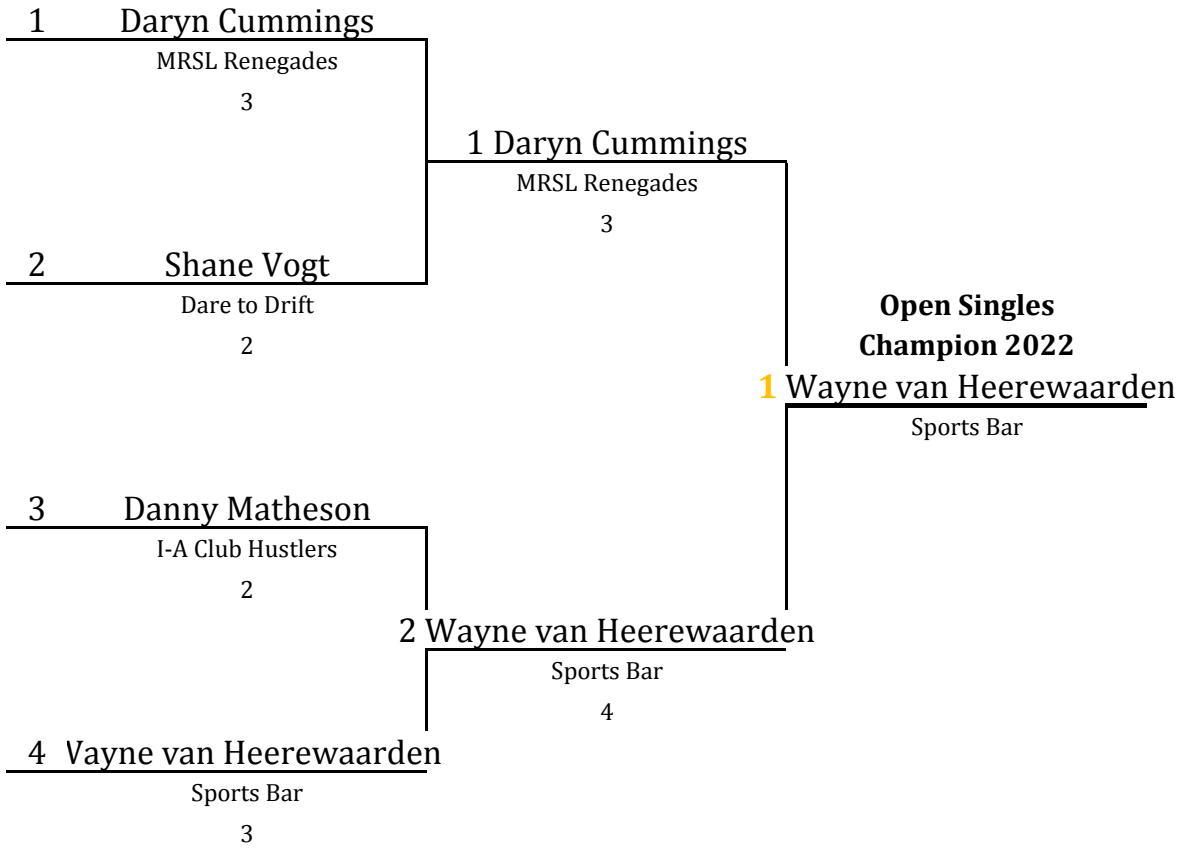 1 Daryn Cummings
MRSL Renegades
3
1 Daryn Cummings
MRSL Renegades
3
2 Shane Vogt
Dare to Drift
2
Open Singles
Champion 2022
1 Wayne van Heerewaarden
Sports Bar
3 Danny Matheson
I-A Club Hustlers
2
2 Wayne van Heerewaarden
Sports Bar
4
4 Wayne van Heerewaarden
Sports Bar
3